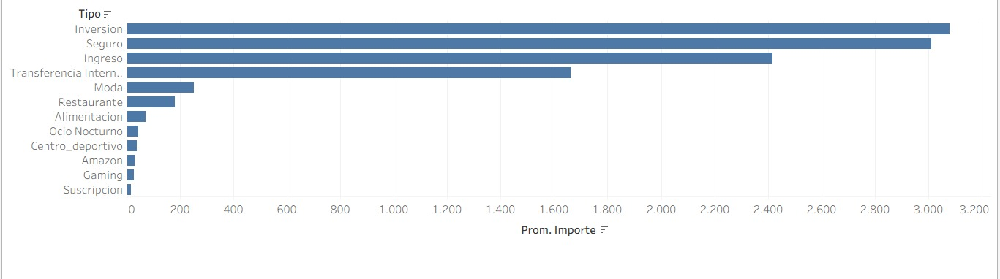 Tipo
Inversion
Seguro
Ingreso
Transferencia Intern..
Moda
Restaurante
Alimentacion
Ocio Nocturno
Centro_deportivo
Amazon
Gaming
Suscripcion
0 200 400 600 800 1.000 1.200 1.400 1.600 1.800 2.000 2.200 2.400 2.600 2.800 3.000 3.200
Prom. Importe